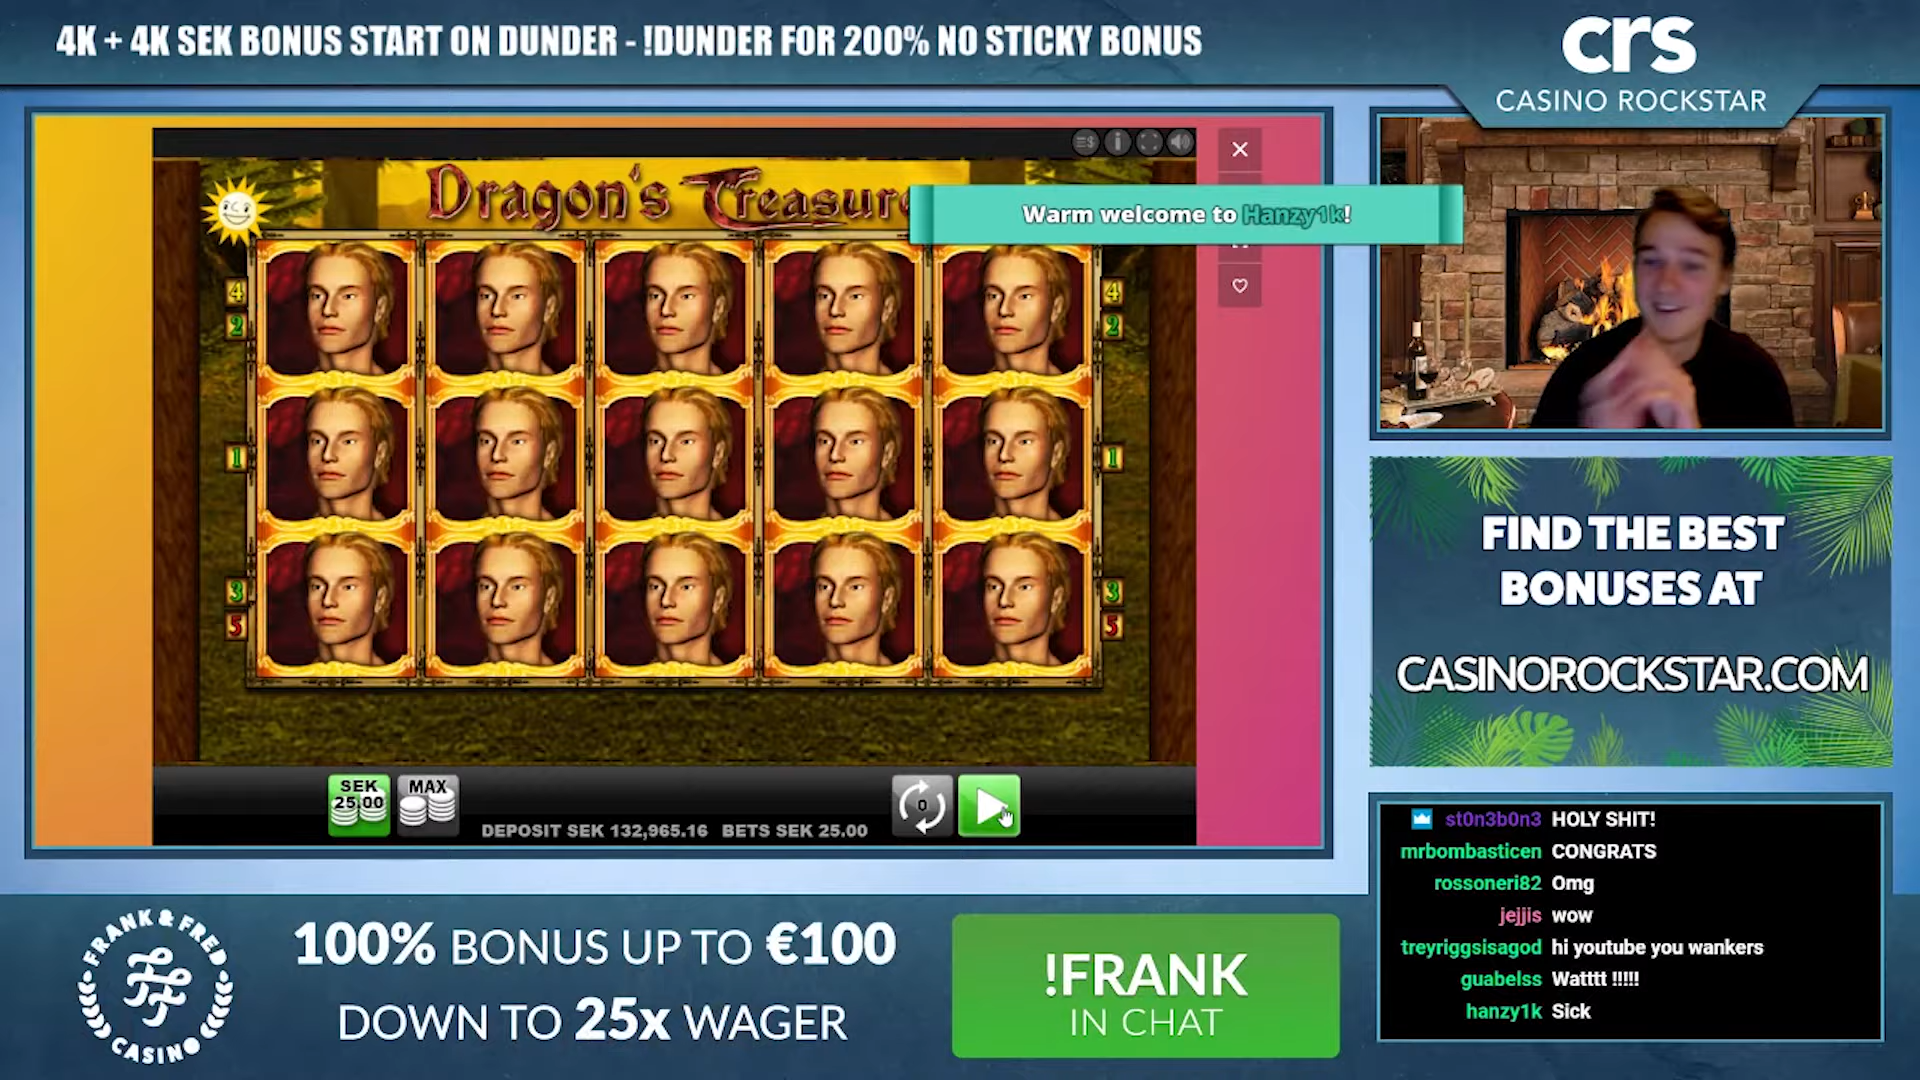 4K + 4K SEK BONUS START ON DUNDER - !DUNDER FOR 200% NO STICKY BONUS
crs
CASINO ROCKSTAR
Dragon's Treasure
Warm welcome to Hanzy1k!
4
4
2
2
1
1
3
3
5
5
SEK
25.00
MAX
DEPOSIT SEK 132,965.16 BETS SEK 25.00
0
FIND THE BEST
BONUSES AT
CASINOROCKSTAR.COM
st0n3b0n3 HOLY SHIT!
mrbombasticen CONGRATS
rossoneri82 Omg
jejjis wow
treyriggsisagod hi youtube you wankers
guabelss Watttt !!!!!
hanzy1k Sick
FRANK & FRED
CASINO
100% BONUS UP TO €100
DOWN TO 25x WAGER
!FRANK
IN CHAT